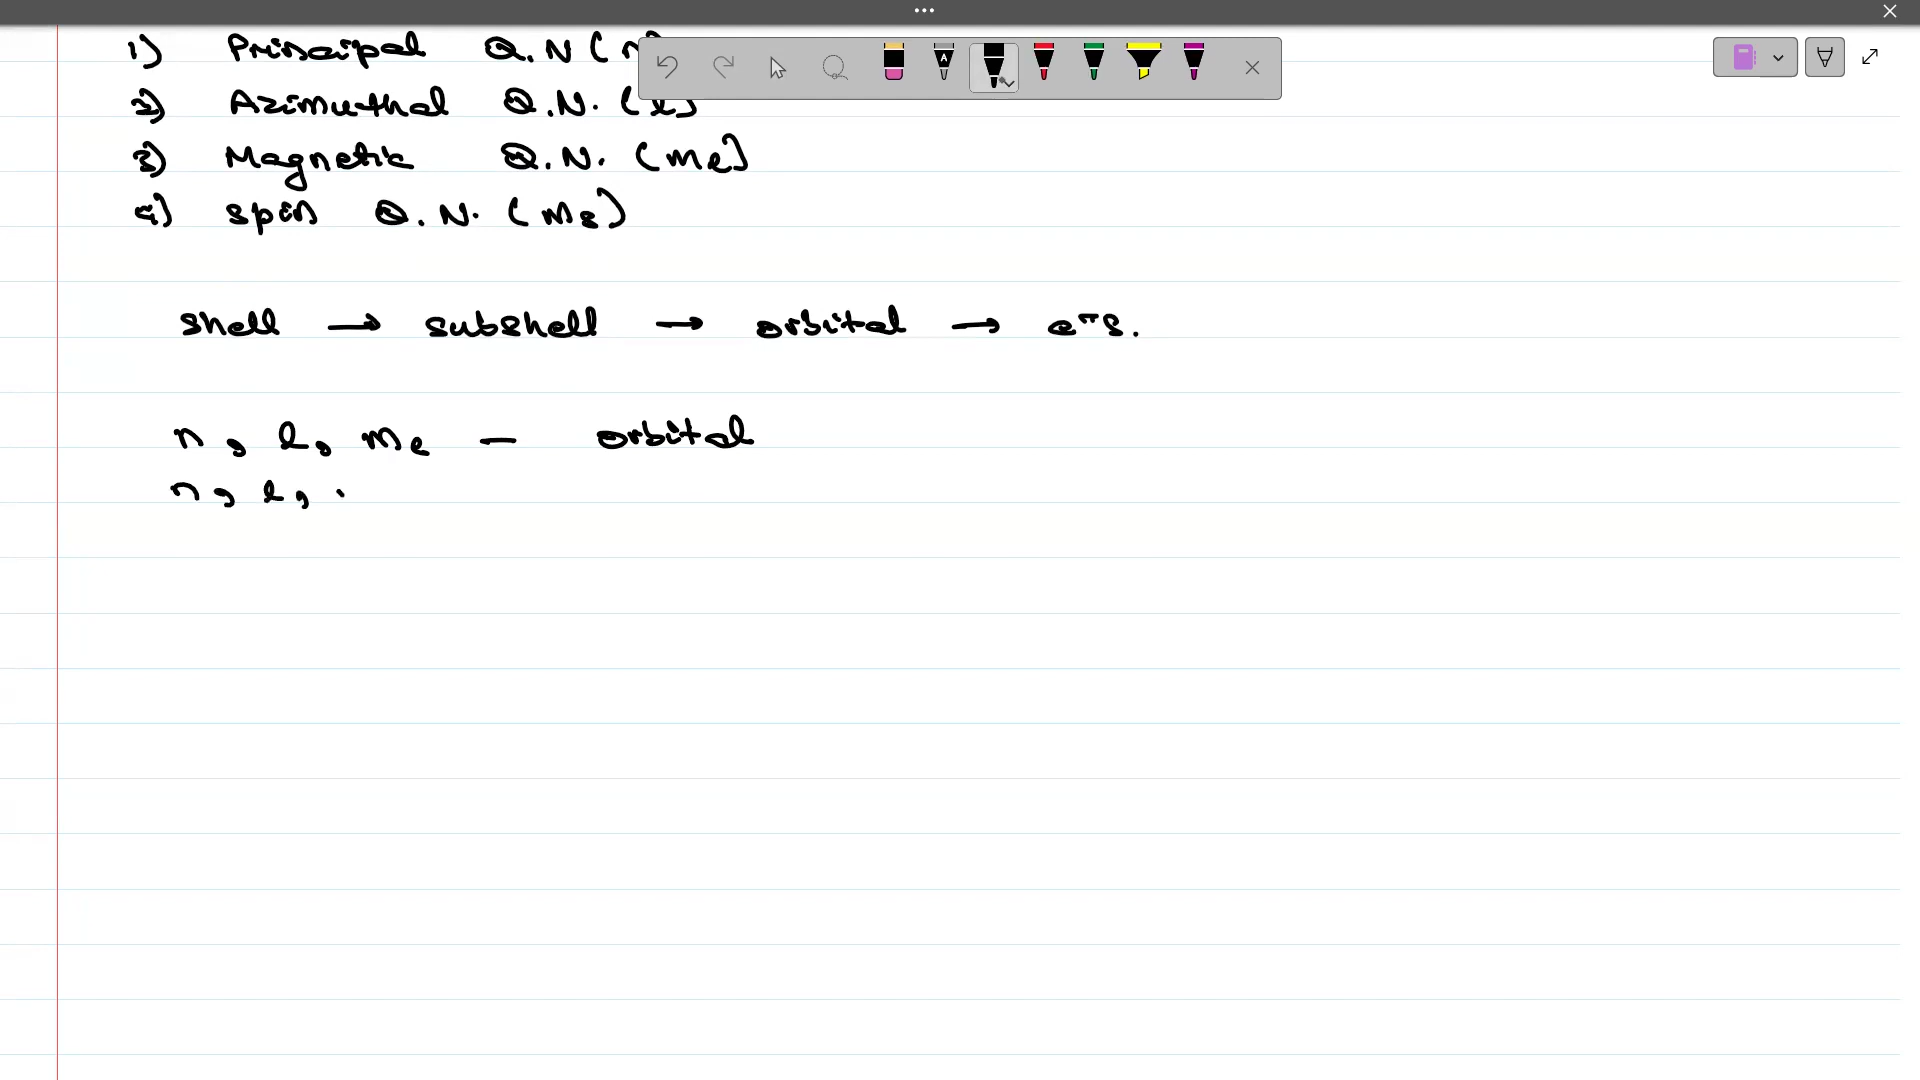 1) Principal Q.N (n
2) Azimuthal Q.N. (l)
3) Magnetic Q.N. (ml)
4) spin Q.N. (ms)
shell → subshell → orbital → e⁻s.
n, l, ml — orbital
n, l,